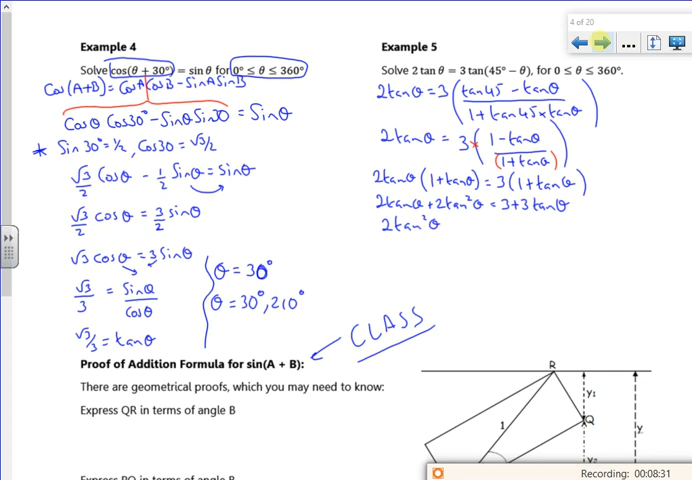 4 of 20
Example 4
Solve cos(θ + 30°) = sin θ for 0° ≤ θ ≤ 360°.
Cos(A+B) = CosA CosB - SinA SinB
Cosθ Cos30° - Sinθ Sin30 = Sinθ
* Sin 30° = 1/2, Cos30 = √3/2
√3/2 Cosθ - 1/2 Sinθ = Sinθ
√3/2 cosθ = 3/2 sinθ
√3 cosθ = 3 Sinθ
√3/3 = Sinθ/Cosθ
√3/3 = tanθ
θ = 30°
θ = 30°, 210°
Example 5
Solve 2 tan θ = 3 tan(45° − θ), for 0 ≤ θ ≤ 360°.
2tanθ = 3 (tan45 - tanθ / 1 + tan45 x tanθ)
2tanθ = 3 x (1 - tanθ / (1 + tanθ))
2tanθ (1+tanθ) = 3 (1+tanθ)
2tanθ + 2tan²θ = 3 + 3tanθ
2tan²θ
CLASS
Proof of Addition Formula for sin(A + B):
There are geometrical proofs, which you may need to know:
Express QR in terms of angle B
R
y₁
1
Q
y
y₂
Recording: 00:08:31